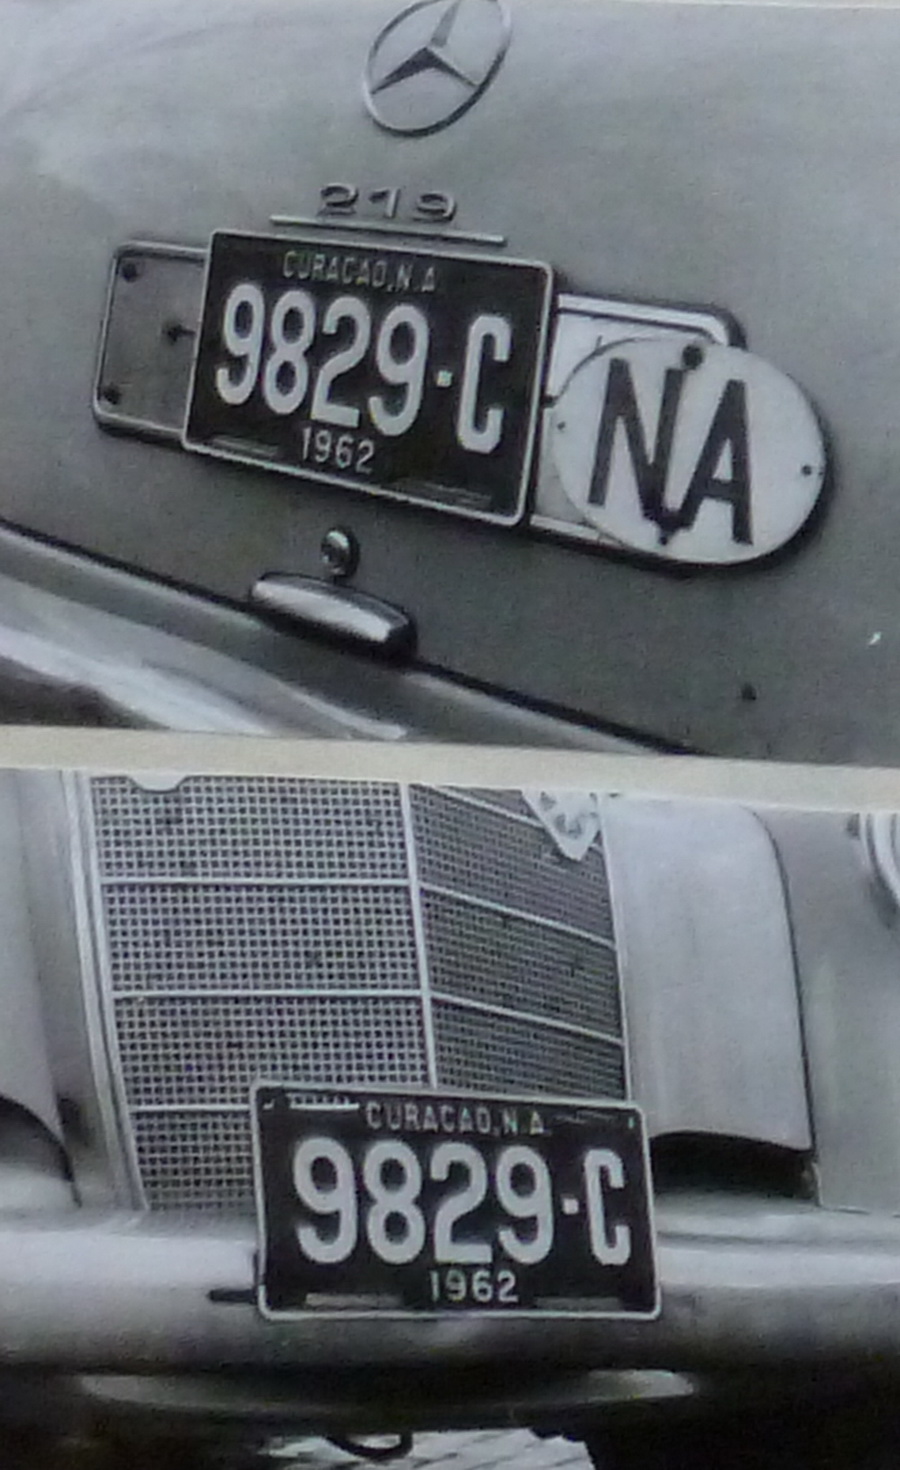 219
CURACAO, N.A.
9829·C
1962
NA
CURACAO, N.A.
9829·C
1962